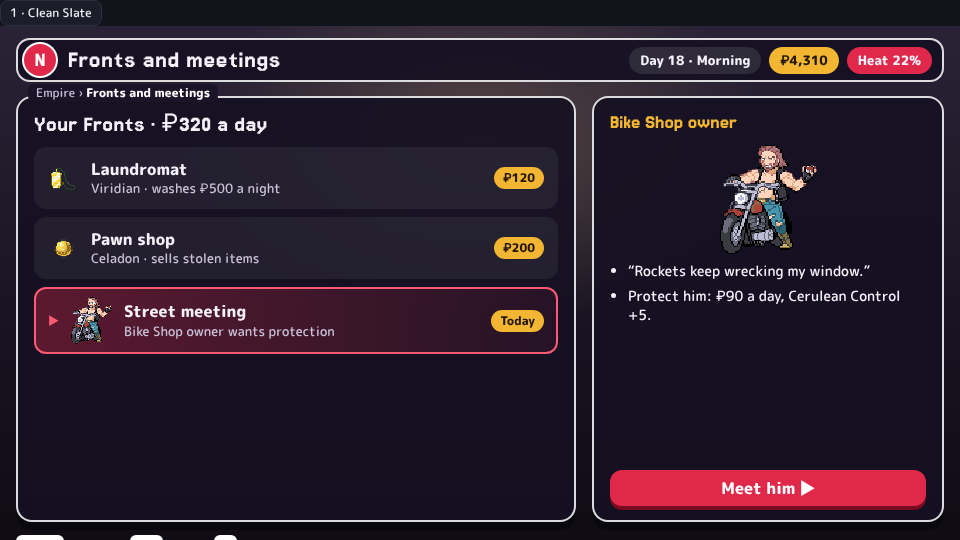 1 · Clean Slate
N
Fronts and meetings
Day 18 · Morning
₽4,310
Heat 22%
Empire › Fronts and meetings
Your Fronts · ₽320 a day
Laundromat
Viridian · washes ₽500 a night
₽120
Pawn shop
Celadon · sells stolen items
₽200
Street meeting
Bike Shop owner wants protection
Today
Bike Shop owner
• “Rockets keep wrecking my window.”
• Protect him: ₽90 a day, Cerulean Control
+5.
Meet him ▶